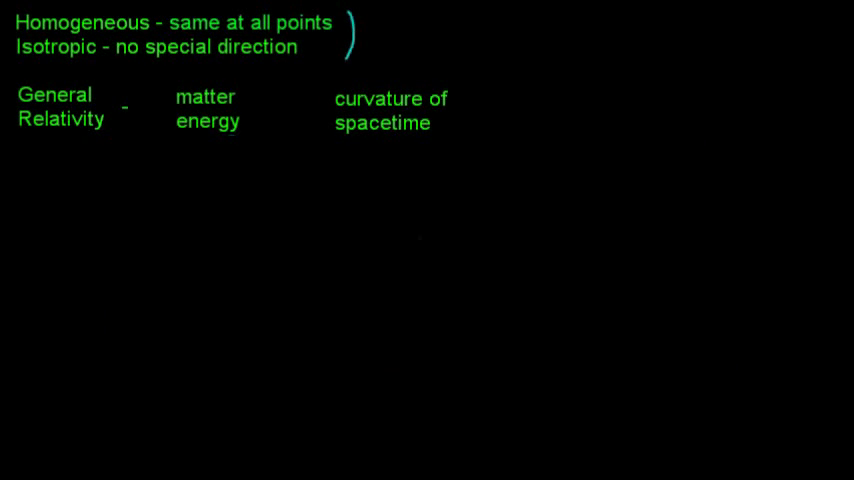 Homogeneous - same at all points
Isotropic - no special direction
General Relativity - matter energy curvature of spacetime